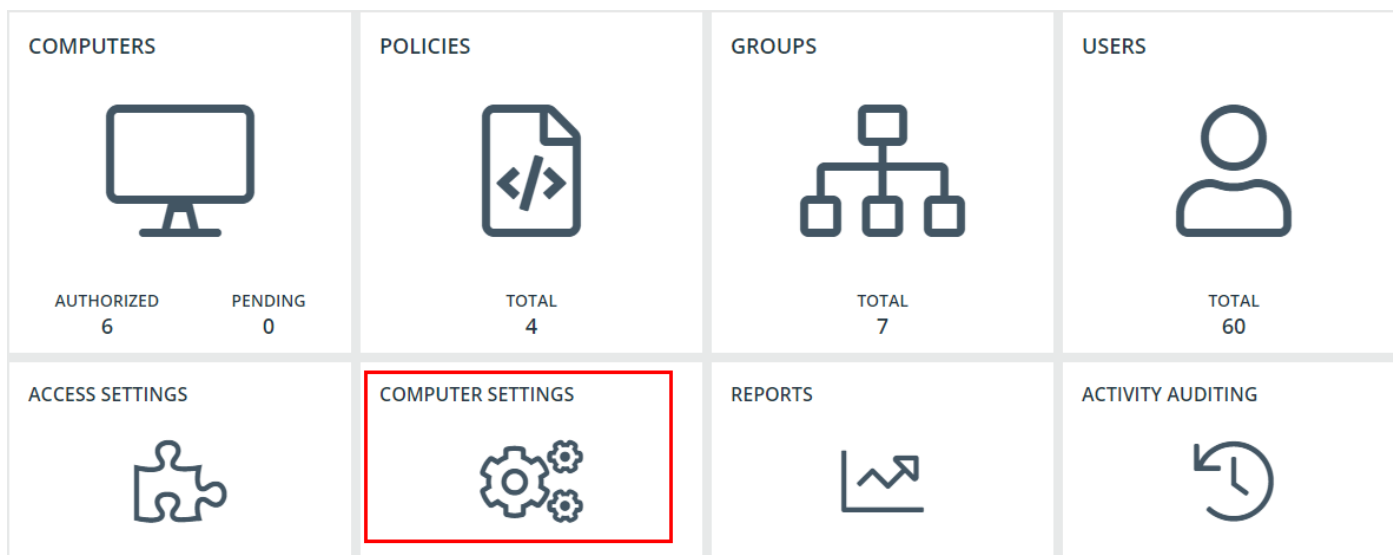 COMPUTERS
POLICIES
GROUPS
USERS
AUTHORIZED
PENDING
TOTAL
TOTAL
TOTAL
6
0
4
7
60
ACCESS SETTINGS
COMPUTER SETTINGS
REPORTS
ACTIVITY AUDITING